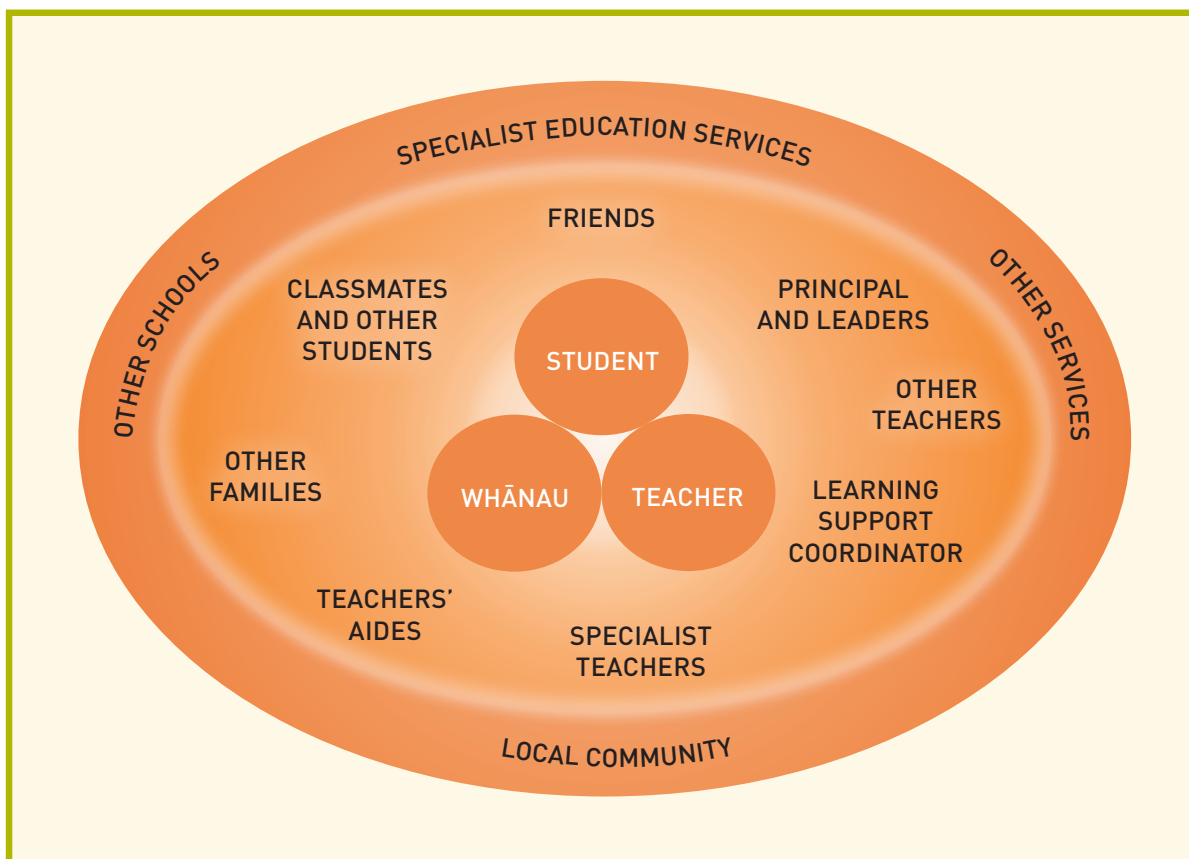 SPECIALIST EDUCATION SERVICES
FRIENDS
OTHER SCHOOLS
CLASSMATES
AND OTHER
STUDENTS
PRINCIPAL
AND LEADERS
OTHER SERVICES
STUDENT
OTHER
TEACHERS
OTHER
FAMILIES
WHĀNAU
TEACHER
LEARNING
SUPPORT
COORDINATOR
TEACHERS’
AIDES
SPECIALIST
TEACHERS
LOCAL COMMUNITY